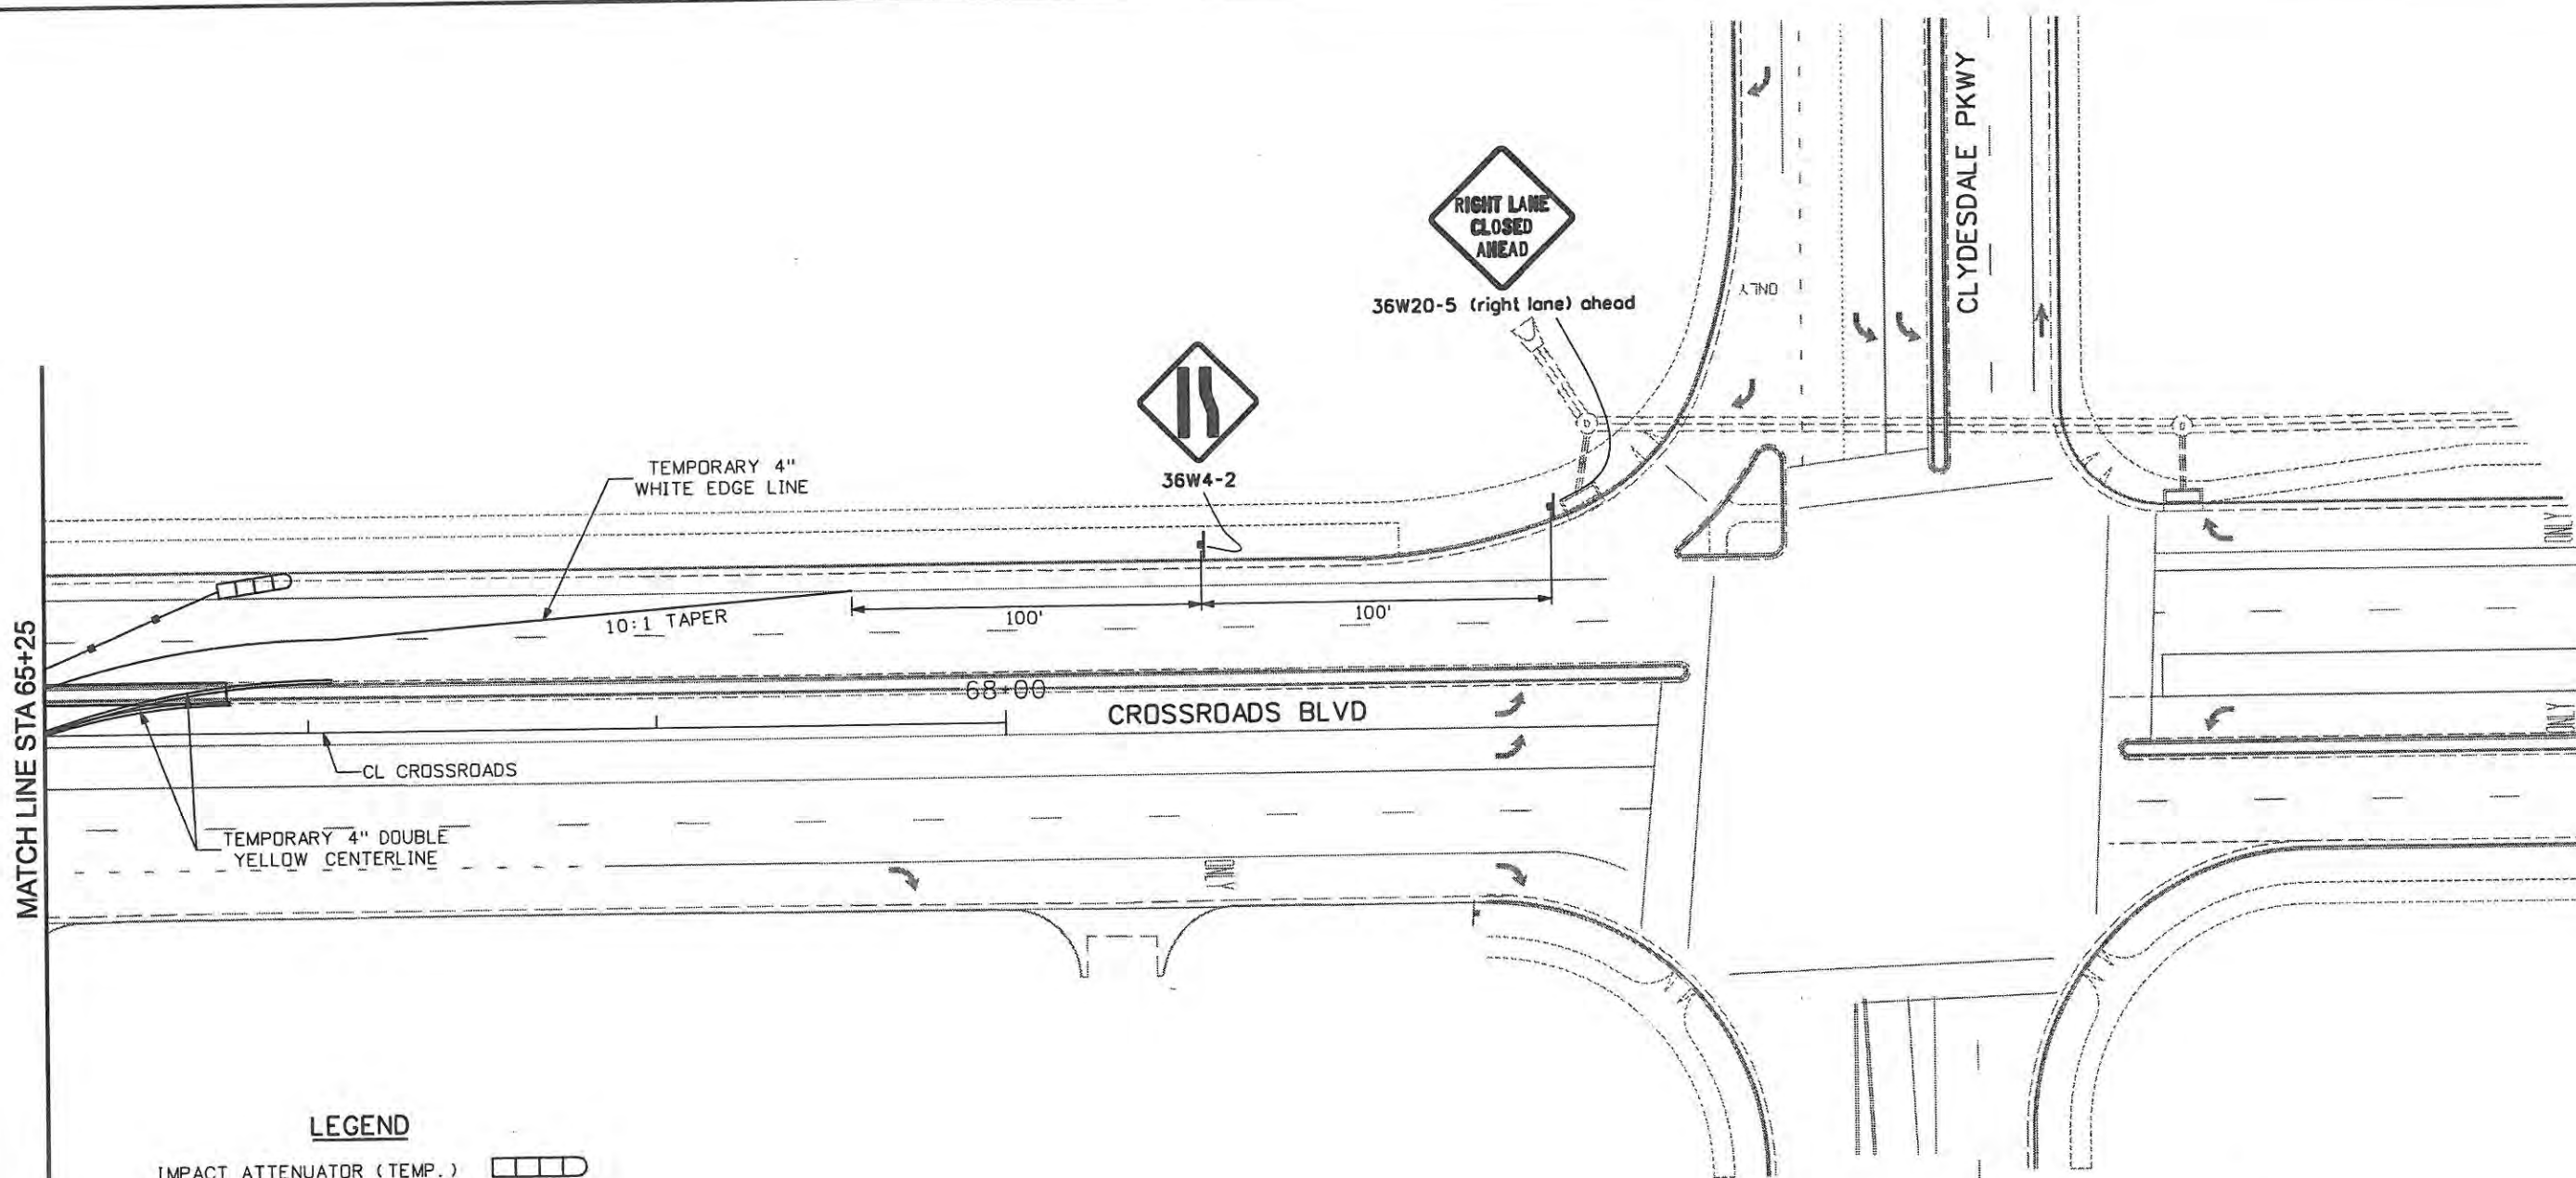 CLYDESDALE PKWY
RIGHT LANE
CLOSED
AHEAD
36W20-5 (right lane) ahead
ONLY
36W4-2
TEMPORARY 4"
WHITE EDGE LINE
10:1 TAPER
100'
100'
ONLY
MATCH LINE STA 65+25
68+00
CROSSROADS BLVD
ONLY
CL CROSSROADS
TEMPORARY 4" DOUBLE
YELLOW CENTERLINE
ONLY
LEGEND
IMPACT ATTENUATOR (TEMP.)